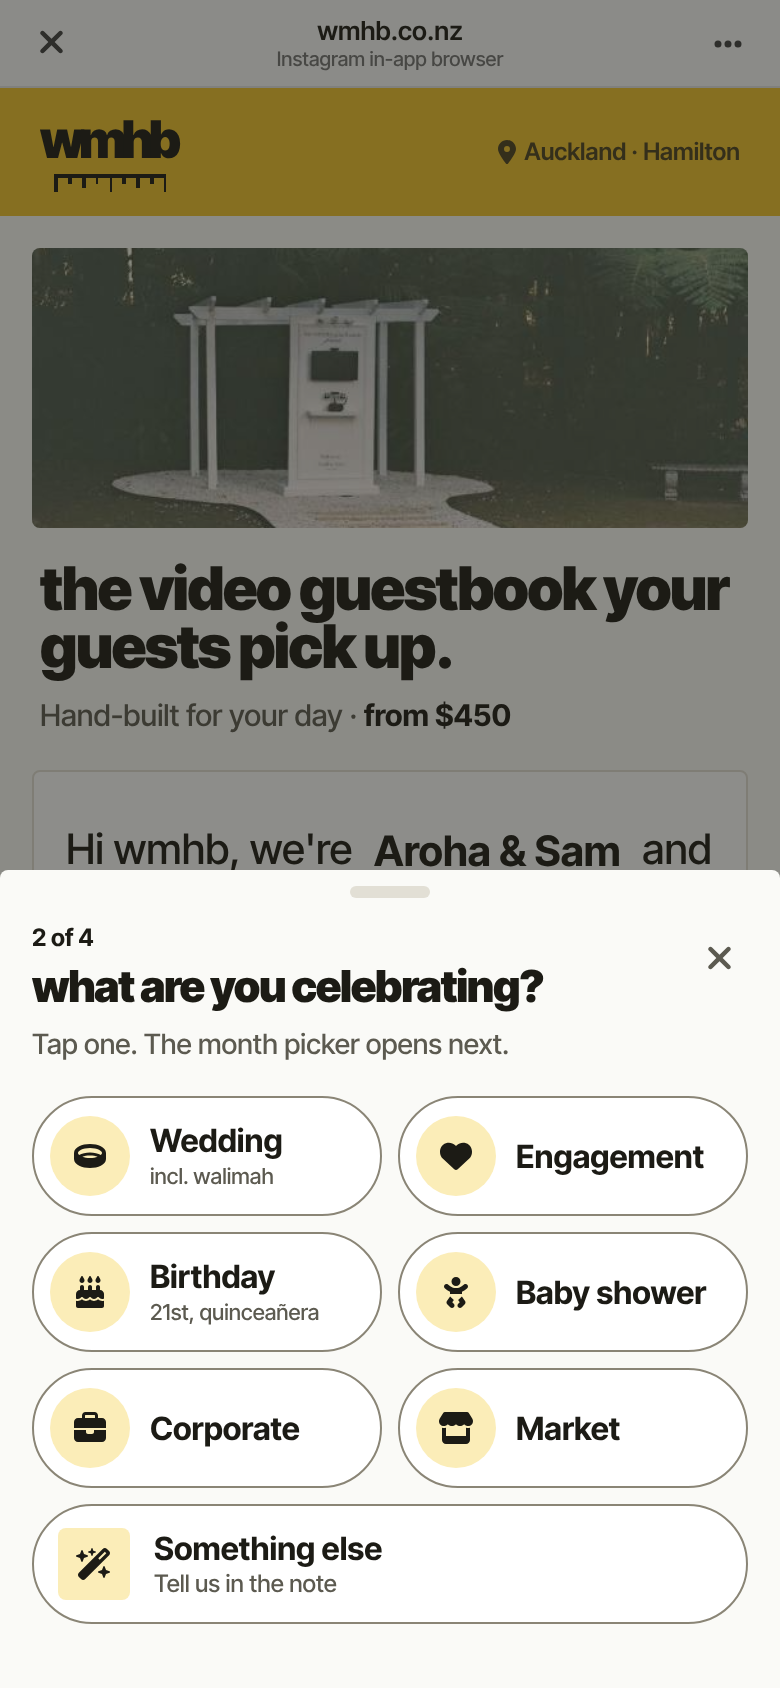 wmhb.co.nz
Instagram in-app browser
wmhb
Auckland · Hamilton
the video guestbook your
guests pick up.
Hand-built for your day · from $450
Hi wmhb, we're Aroha & Sam and
2 of 4
what are you celebrating?
Tap one. The month picker opens next.
Wedding
incl. walimah
Engagement
Birthday
21st, quinceañera
Baby shower
Corporate
Market
Something else
Tell us in the note